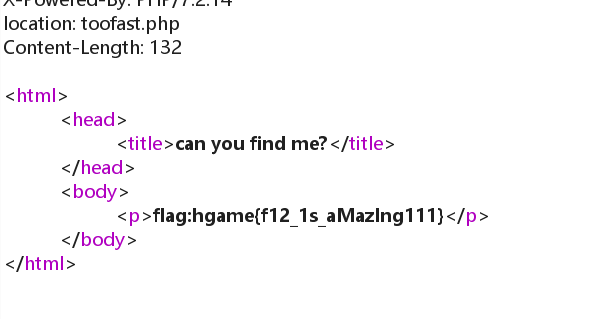 X-Powered-By: PHP/7.2.14
location: toofast.php
Content-Length: 132
<html>
<head>
<title>can you find me?</title>
</head>
<body>
<p>flag:hgame{f12_1s_aMazIng111}</p>
</body>
</html>